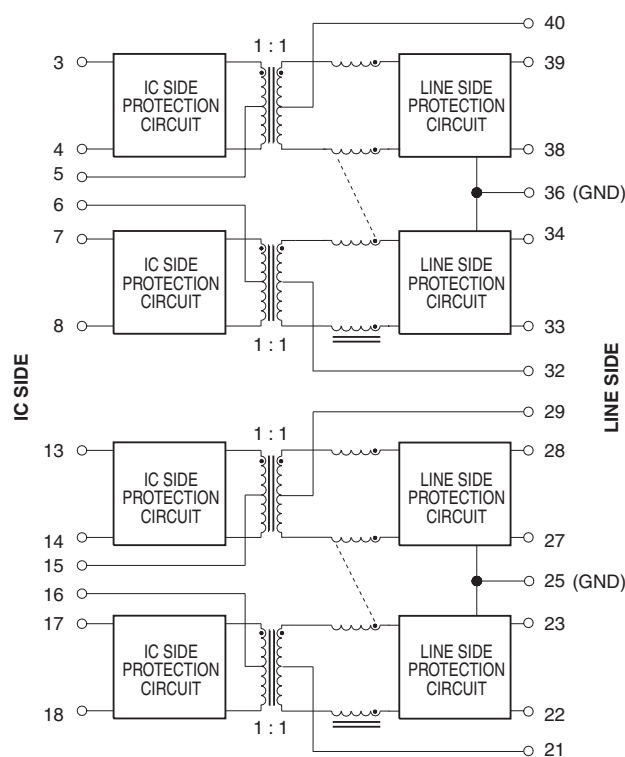 40
1 : 1
3
39
IC SIDE
PROTECTION
CIRCUIT
LINE SIDE
PROTECTION
CIRCUIT
4
38
5
36 (GND)
6
7
34
IC SIDE
PROTECTION
CIRCUIT
LINE SIDE
PROTECTION
CIRCUIT
8
33
1 : 1
32
IC SIDE
LINE SIDE
29
1 : 1
13
28
IC SIDE
PROTECTION
CIRCUIT
LINE SIDE
PROTECTION
CIRCUIT
14
27
15
25 (GND)
16
17
23
IC SIDE
PROTECTION
CIRCUIT
LINE SIDE
PROTECTION
CIRCUIT
18
22
1 : 1
21